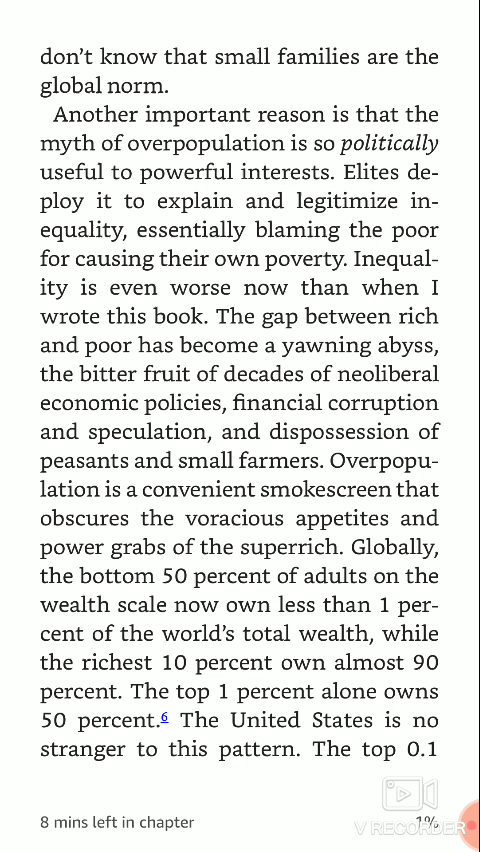 don't know that small families are the
global norm.
Another important reason is that the
myth of overpopulation is so politically
useful to powerful interests. Elites de-
ploy it to explain and legitimize in-
equality, essentially blaming the poor
for causing their own poverty. Inequal-
ity is even worse now than when I
wrote this book. The gap between rich
and poor has become a yawning abyss,
the bitter fruit of decades of neoliberal
economic policies, financial corruption
and speculation, and dispossession of
peasants and small farmers. Overpopu-
lation is a convenient smokescreen that
obscures the voracious appetites and
power grabs of the superrich. Globally,
the bottom 50 percent of adults on the
wealth scale now own less than 1 per-
cent of the world's total wealth, while
the richest 10 percent own almost 90
percent. The top 1 percent alone owns
50 percent.6 The United States is no
stranger to this pattern. The top 0.1
8 mins left in chapter 1%
V RECORDER